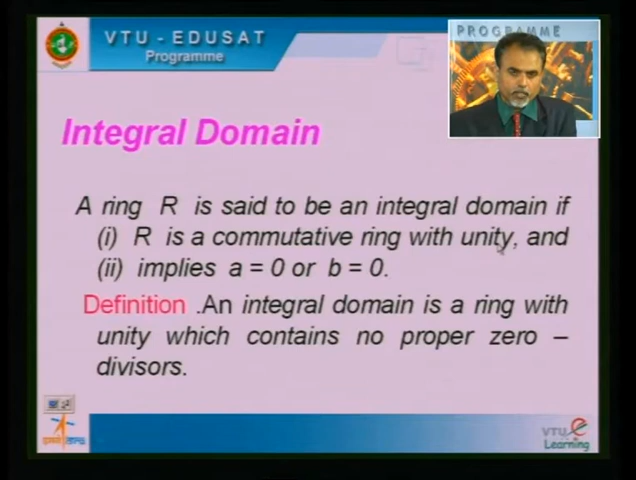 VTU - EDUSAT
Programme
PROGRAMME
Integral Domain
A ring R is said to be an integral domain if
(i) R is a commutative ring with unity, and
(ii) implies a = 0 or b = 0.
Definition .An integral domain is a ring with
unity which contains no proper zero –
divisors.
VTU e
Learning